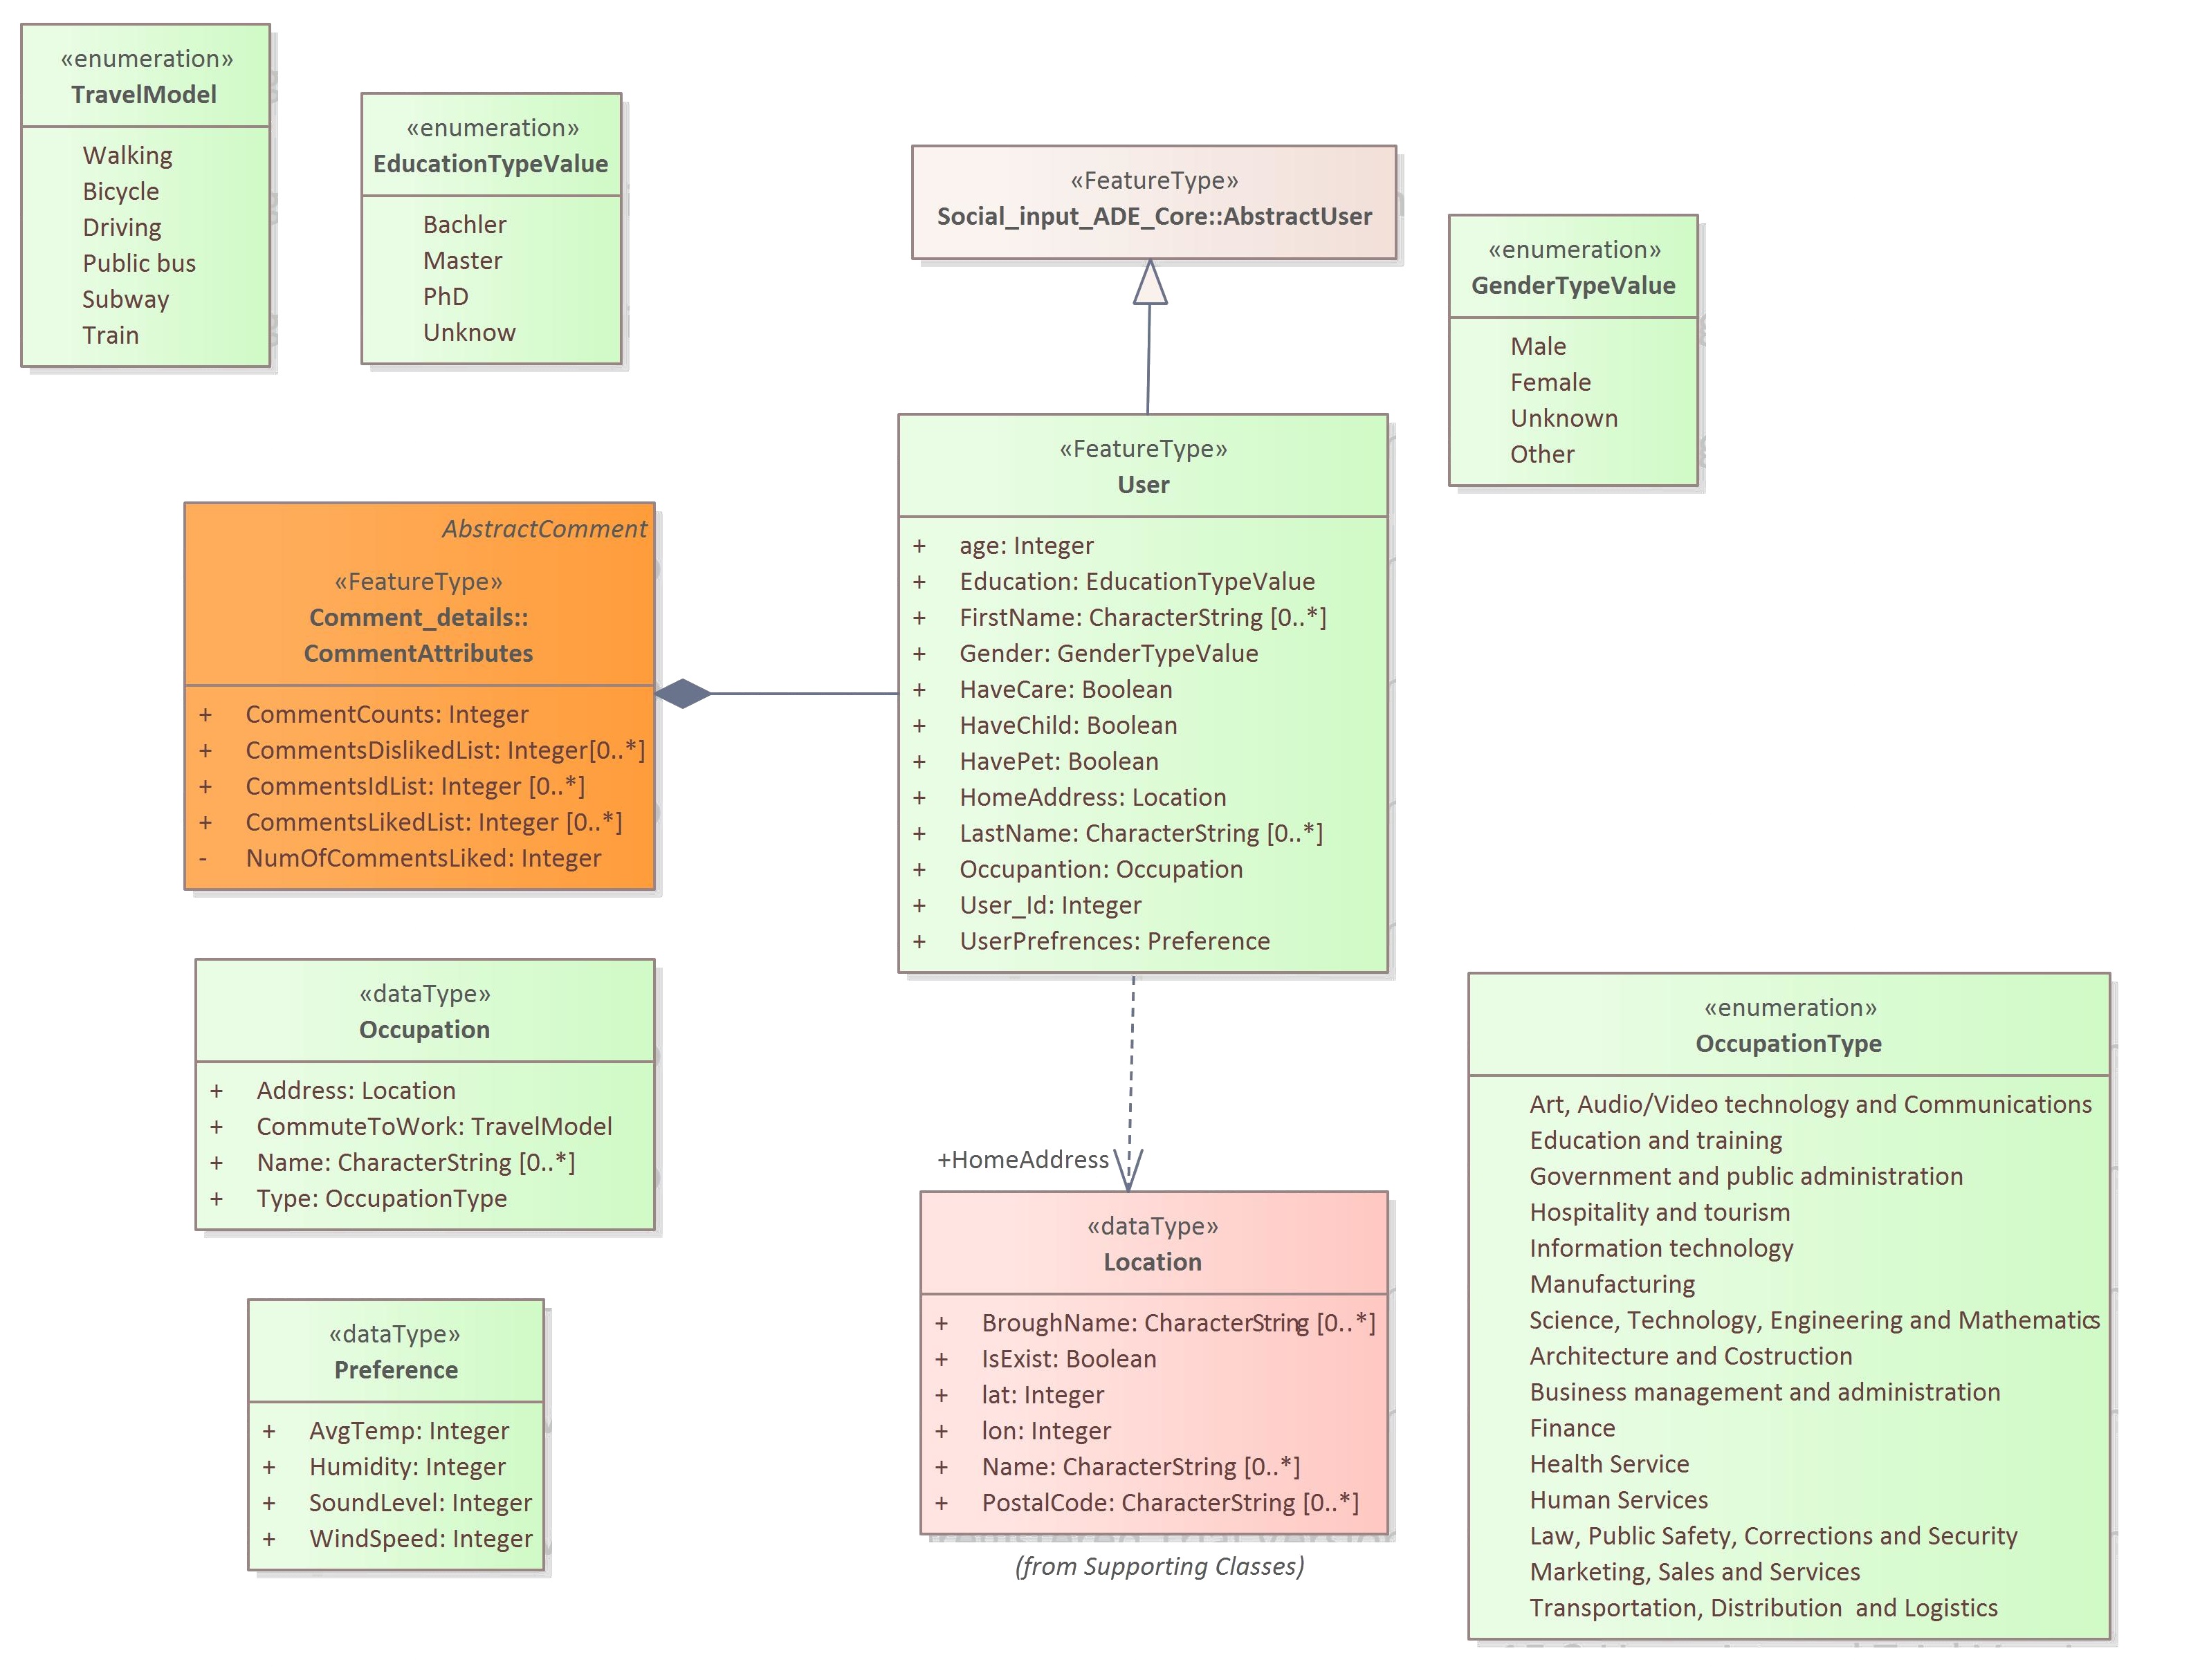 «enumeration»
TravelModel
Walking
Bicycle
Driving
Public bus
Subway
Train
«enumeration»
EducationTypeValue
Bachler
Master
PhD
Unknow
«FeatureType»
Social_input_ADE_Core::AbstractUser
«enumeration»
GenderTypeValue
Male
Female
Unknown
Other
«FeatureType»
User
+ age: Integer
+ Education: EducationTypeValue
+ FirstName: CharacterString [0..*]
+ Gender: GenderTypeValue
+ HaveCare: Boolean
+ HaveChild: Boolean
+ HavePet: Boolean
+ HomeAddress: Location
+ LastName: CharacterString [0..*]
+ Occupantion: Occupation
+ User_Id: Integer
+ UserPrefrences: Preference
AbstractComment
«FeatureType»
Comment_details::
CommentAttributes
+ CommentCounts: Integer
+ CommentsDislikedList: Integer[0..*]
+ CommentsIdList: Integer [0..*]
+ CommentsLikedList: Integer [0..*]
- NumOfCommentsLiked: Integer
«dataType»
Occupation
+ Address: Location
+ CommuteToWork: TravelModel
+ Name: CharacterString [0..*]
+ Type: OccupationType
«dataType»
Preference
+ AvgTemp: Integer
+ Humidity: Integer
+ SoundLevel: Integer
+ WindSpeed: Integer
+HomeAddress
«dataType»
Location
+ BroughName: CharacterString [0..*]
+ IsExist: Boolean
+ lat: Integer
+ lon: Integer
+ Name: CharacterString [0..*]
+ PostalCode: CharacterString [0..*]
(from Supporting Classes)
«enumeration»
OccupationType
Art, Audio/Video technology and Communications
Education and training
Government and public administration
Hospitality and tourism
Information technology
Manufacturing
Science, Technology, Engineering and Mathematics
Architecture and Costruction
Business management and administration
Finance
Health Service
Human Services
Law, Public Safety, Corrections and Security
Marketing, Sales and Services
Transportation, Distribution  and Logistics